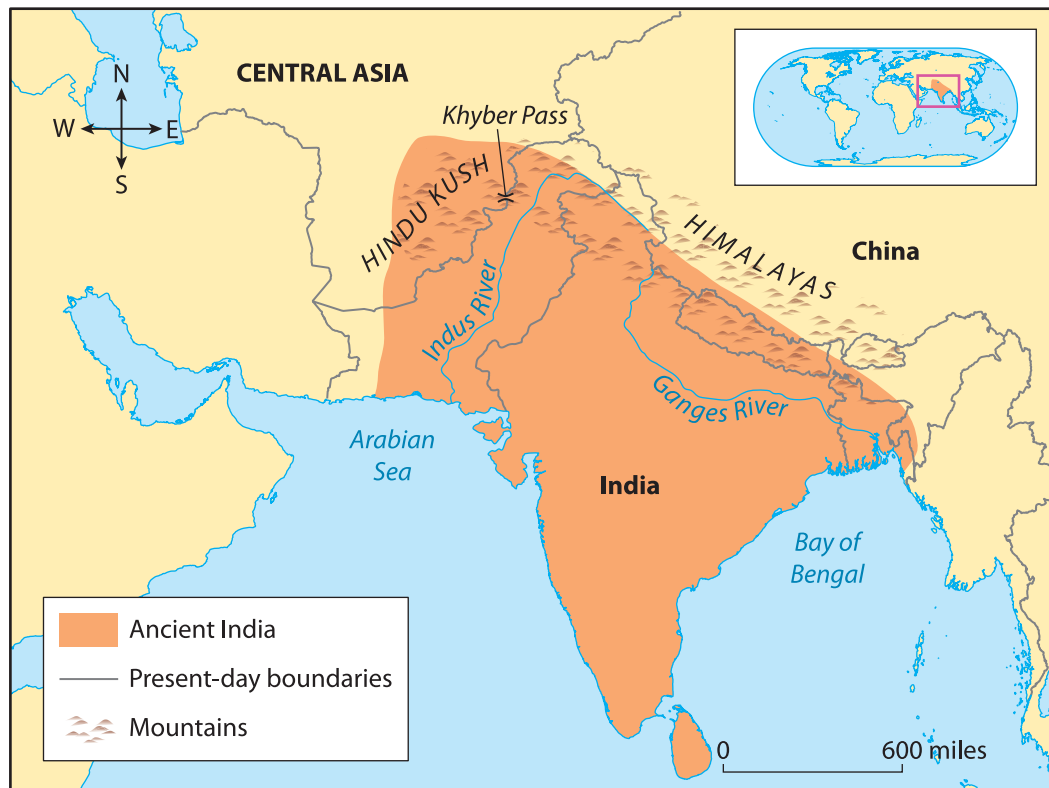 CENTRAL ASIA
N
W
E
S
Khyber Pass
HINDU KUSH
HIMALAYAS
China
Indus River
Ganges River
Arabian
Sea
India
Bay of
Bengal
Ancient India
Present-day boundaries
Mountains
0
600 miles